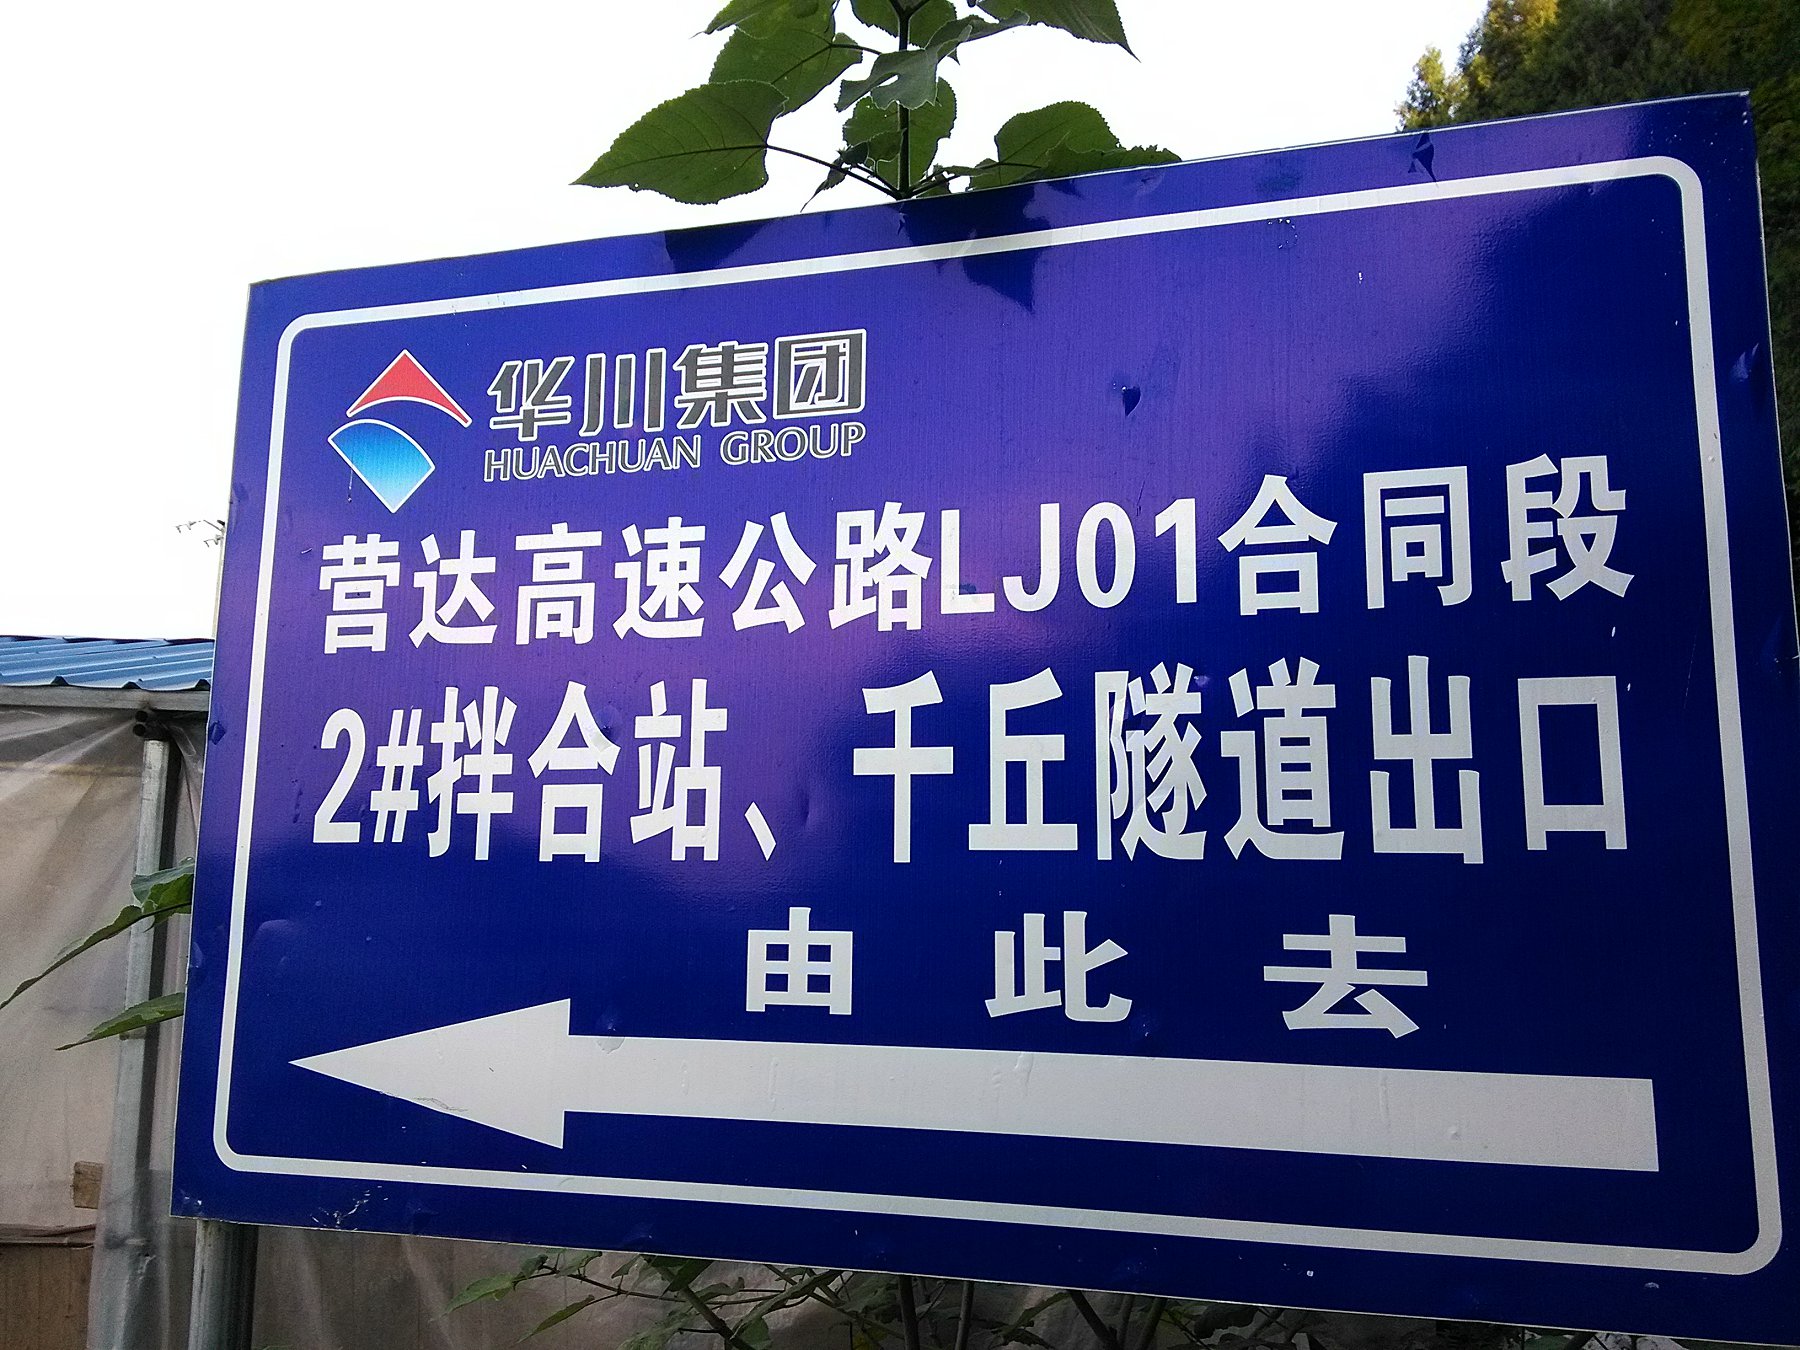 华川集团
HUACHUAN GROUP
营达高速公路LJ01合同段
2#拌合站、千丘隧道出口
由此去